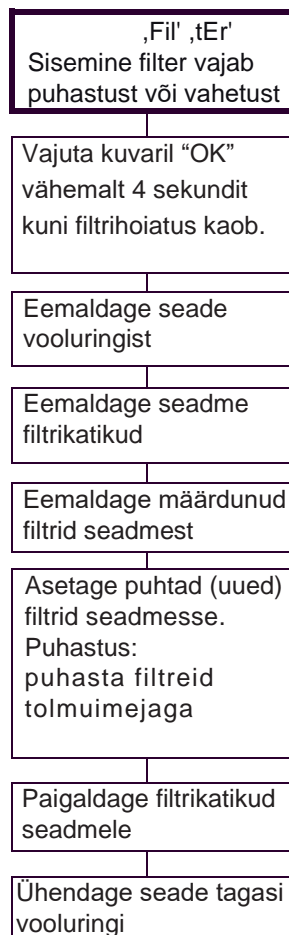 ‚Fil' ‚tEr'
Sisemine filter vajab
puhastust või vahetust
Vajuta kuvaril “OK”
vähemalt 4 sekundit
kuni filtrihoiatus kaob.
Eemaldage seade
vooluringist
Eemaldage seadme
filtrikatikud
Eemaldage määrdunud
filtrid seadmest
Asetage puhtad (uued)
filtrid seadmesse.
Puhastus:
puhasta filtreid
tolmuimejaga
Paigaldage filtrikatikud
seadmele
Ühendage seade tagasi
vooluringi